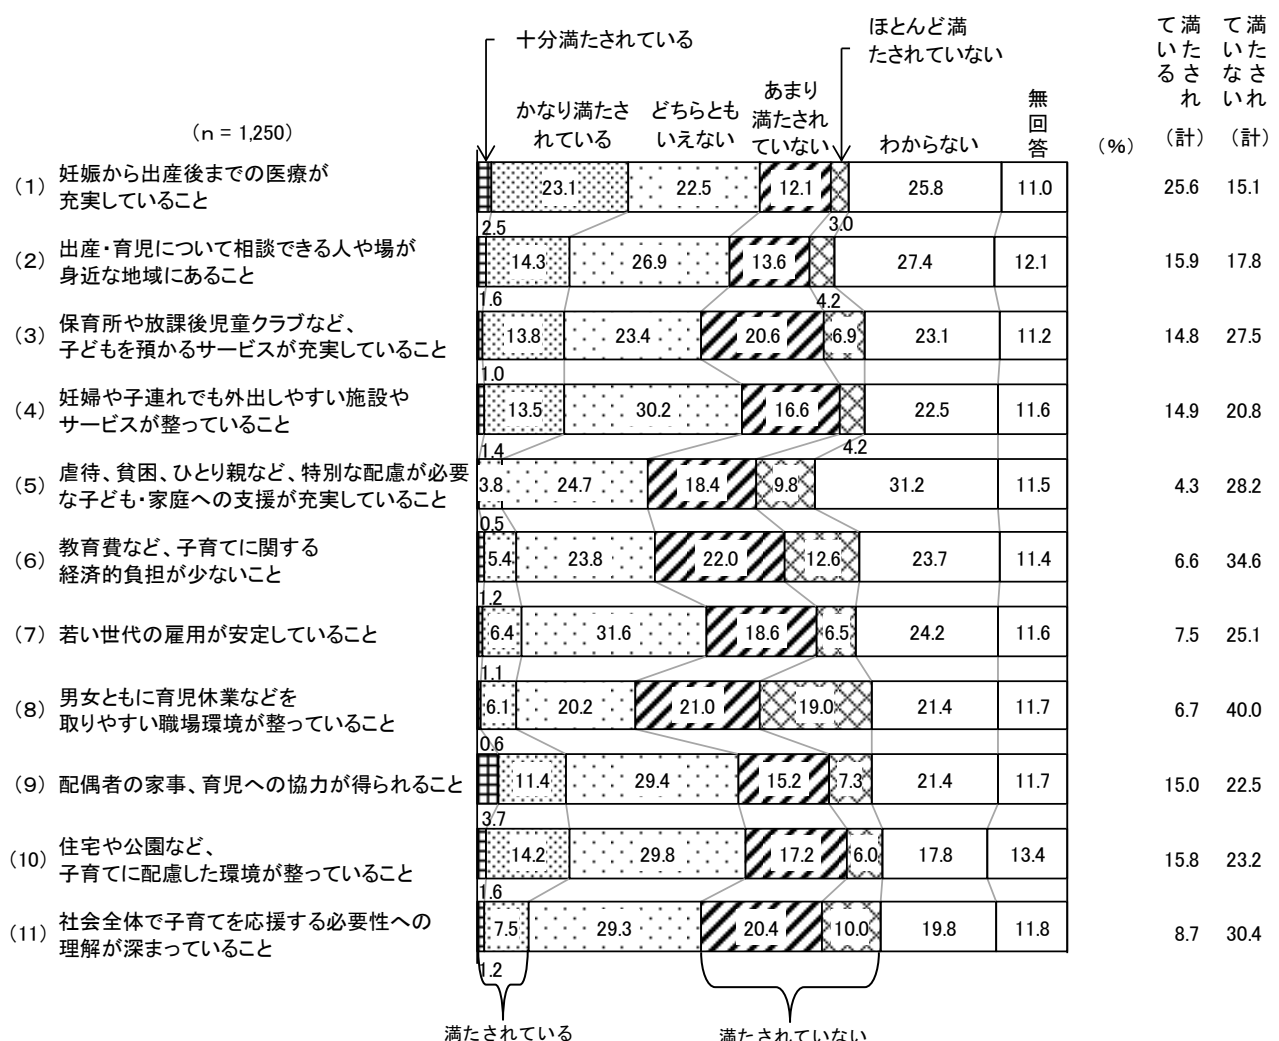 十分満たされている
ほとんど満
たされていない
かなり満たさ
れている
どちらとも
いえない
あまり
満たされ
ていない
わからない
無回答
満たされている
(計)
満たされていない
(計)
(n = 1,250)
(%)
(1) 妊娠から出産後までの医療が
充実していること
23.1 22.5 12.1 25.8 11.0 25.6 15.1
2.5 3.0
(2) 出産・育児について相談できる人や場が
身近な地域にあること
14.3 26.9 13.6 27.4 12.1 15.9 17.8
1.6 4.2
(3) 保育所や放課後児童クラブなど、
子どもを預かるサービスが充実していること
13.8 23.4 20.6 6.9 23.1 11.2 14.8 27.5
1.0
(4) 妊婦や子連れでも外出しやすい施設や
サービスが整っていること
13.5 30.2 16.6 22.5 11.6 14.9 20.8
1.4 4.2
(5) 虐待、貧困、ひとり親など、特別な配慮が必要
な子ども・家庭への支援が充実していること
3.8 24.7 18.4 9.8 31.2 11.5 4.3 28.2
0.5
(6) 教育費など、子育てに関する
経済的負担が少ないこと
5.4 23.8 22.0 12.6 23.7 11.4 6.6 34.6
1.2
(7) 若い世代の雇用が安定していること
6.4 31.6 18.6 6.5 24.2 11.6 7.5 25.1
1.1
(8) 男女ともに育児休業などを
取りやすい職場環境が整っていること
6.1 20.2 21.0 19.0 21.4 11.7 6.7 40.0
0.6
(9) 配偶者の家事、育児への協力が得られること
11.4 29.4 15.2 7.3 21.4 11.7 15.0 22.5
3.7
(10) 住宅や公園など、
子育てに配慮した環境が整っていること
14.2 29.8 17.2 6.0 17.8 13.4 15.8 23.2
1.6
(11) 社会全体で子育てを応援する必要性への
理解が深まっていること
7.5 29.3 20.4 10.0 19.8 11.8 8.7 30.4
1.2
満たされている
満たされていない